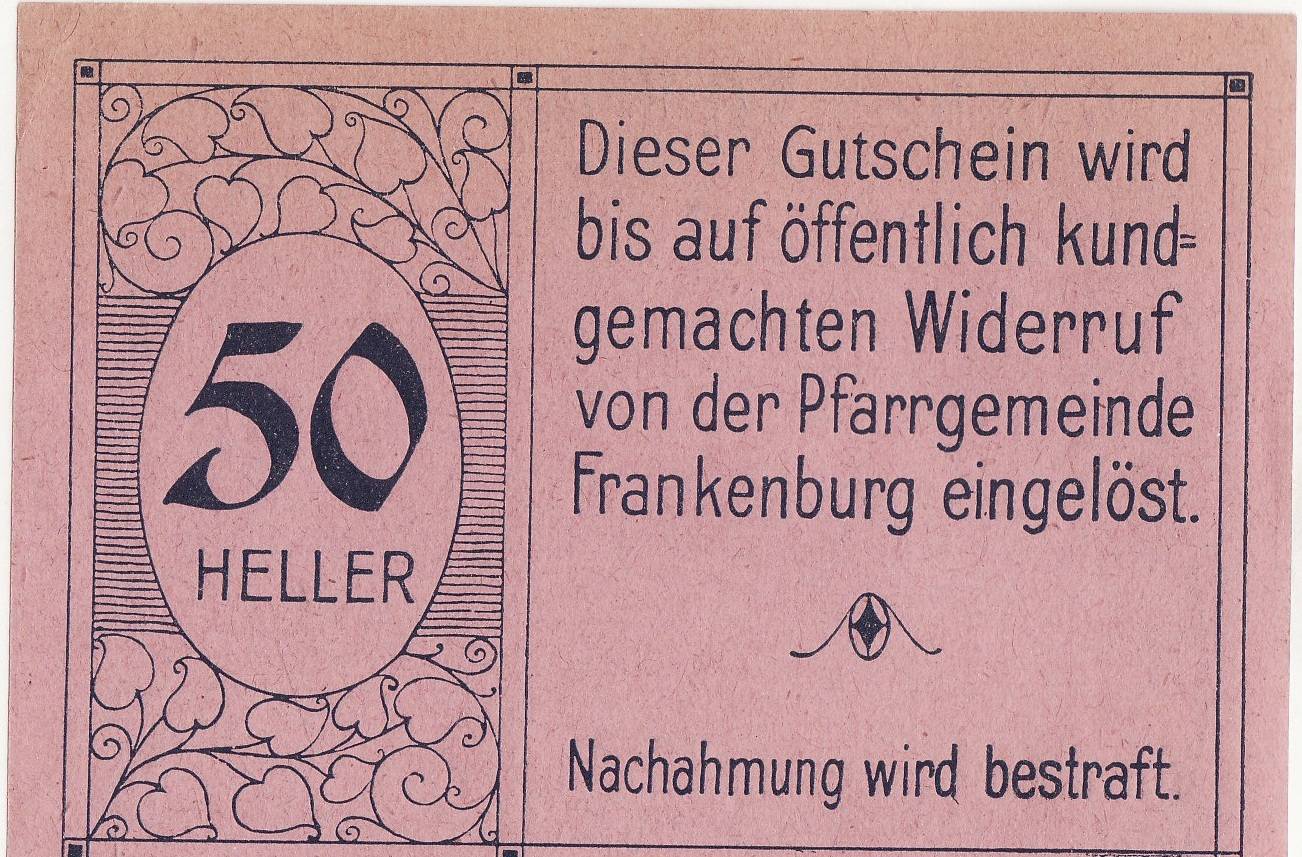 50
HELLER
Dieser Gutschein wird
bis auf öffentlich kund=
gemachten Widerruf
von der Pfarrgemeinde
Frankenburg eingelöst.
Nachahmung wird bestraft.